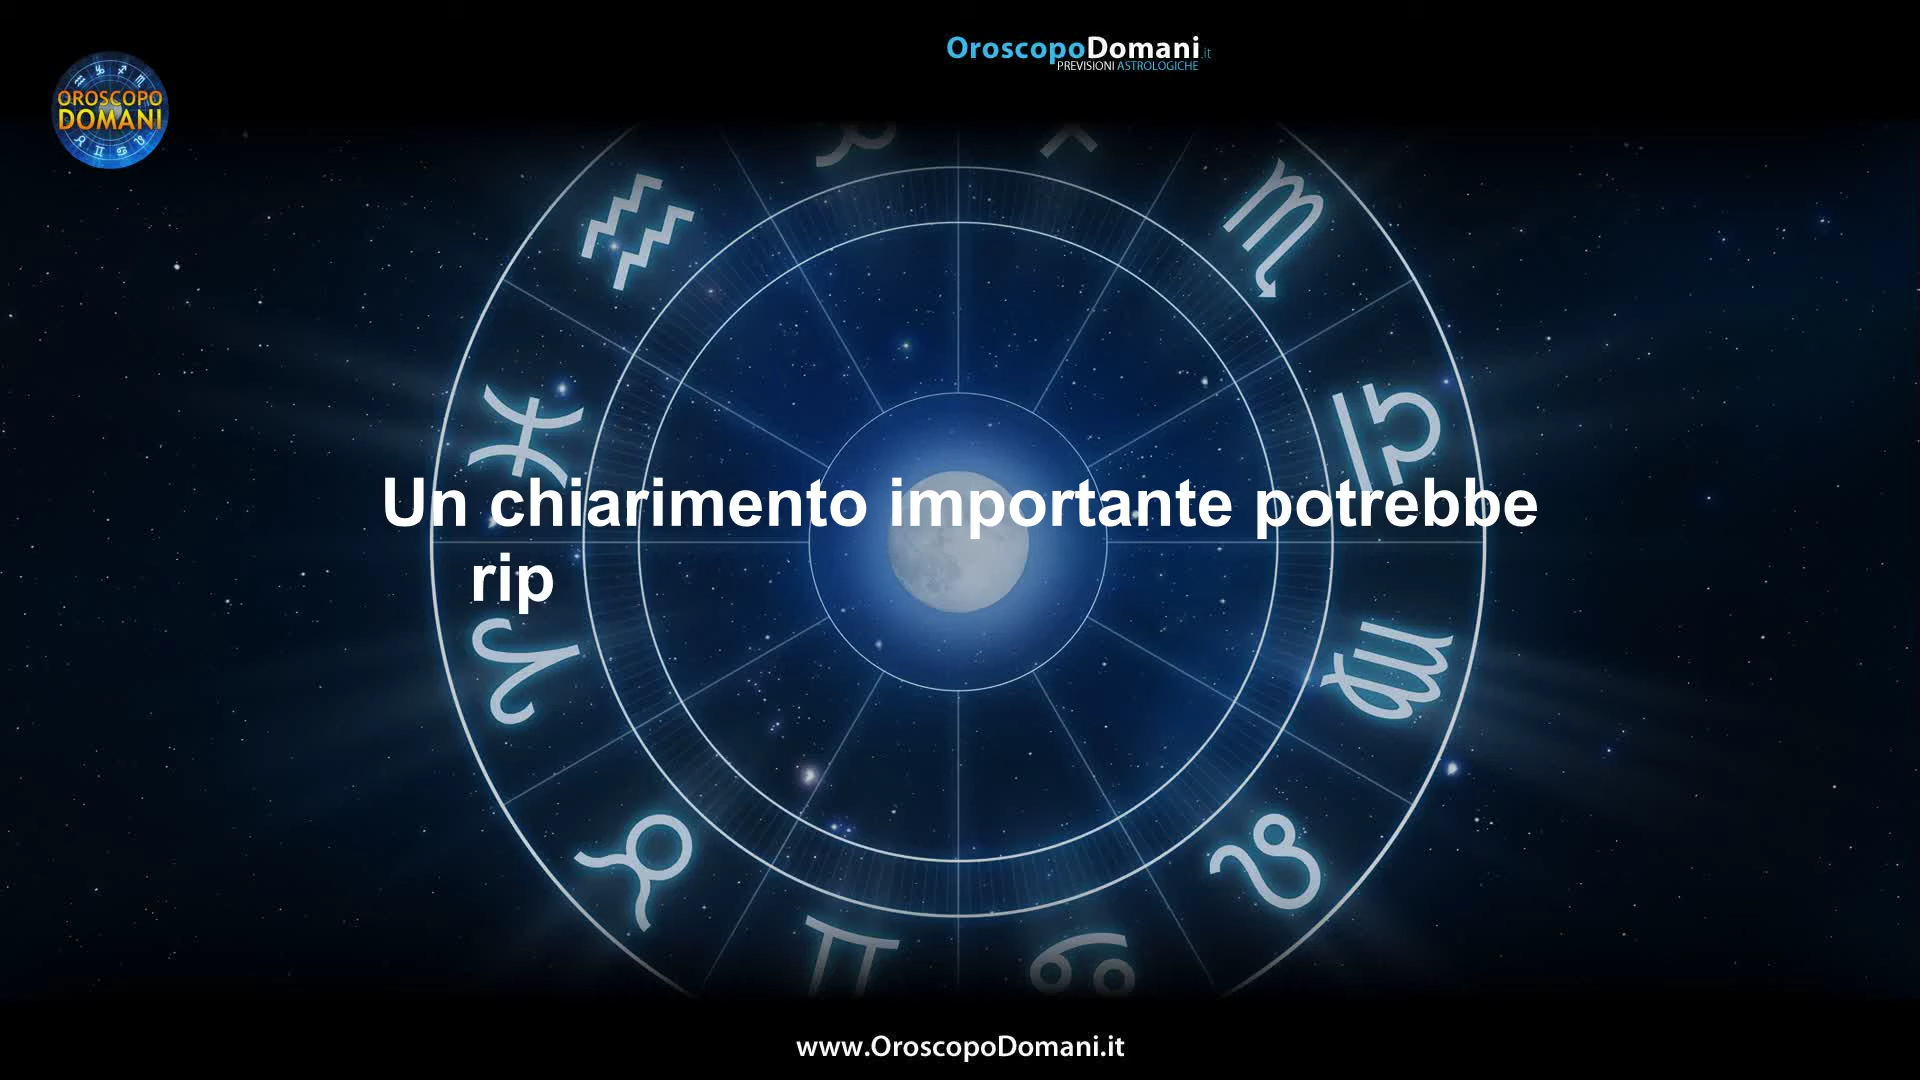 OroscopoDomani.it
PREVISIONI ASTROLOGICHE
OROSCOPO
DOMANI
Un chiarimento importante potrebbe
rip
www.OroscopoDomani.it